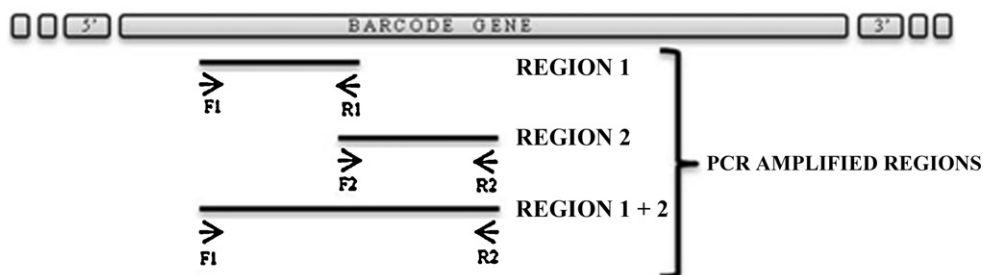 5' BARCODE GENE 3'
REGION 1
F1 R1
REGION 2
F2 R2
PCR AMPLIFIED REGIONS
REGION 1 + 2
F1 R2